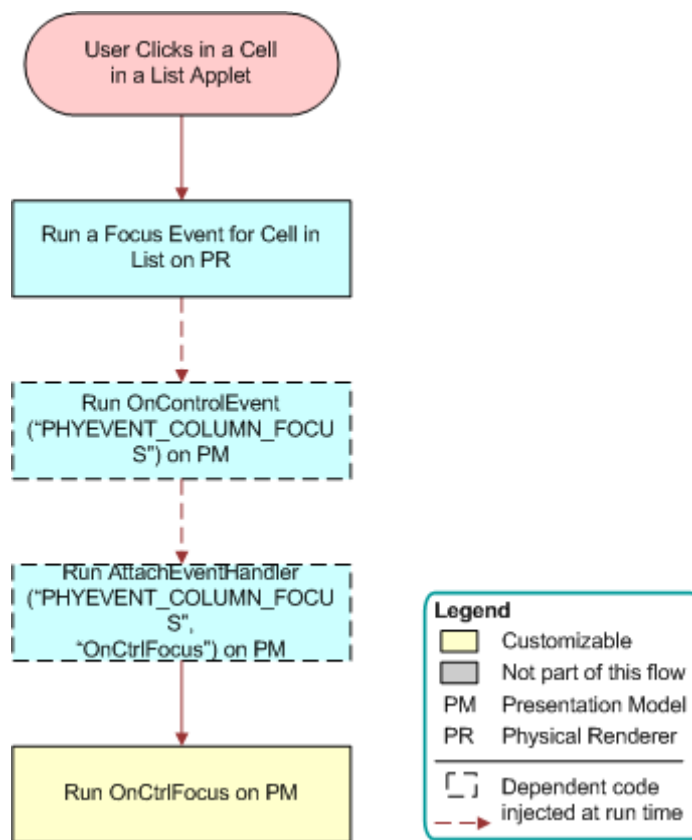 User Clicks in a Cell
in a List Applet
Run a Focus Event for Cell in
List on PR
Run OnControlEvent
(“PHYEVENT_COLUMN_FOCU
S”) on PM
Run AttachEventHandler
(“PHYEVENT_COLUMN_FOCU
S”,
“OnCtrlFocus”) on PM
Run OnCtrlFocus on PM
Legend
Customizable
Not part of this flow
PM Presentation Model
PR Physical Renderer
Dependent code
injected at run time